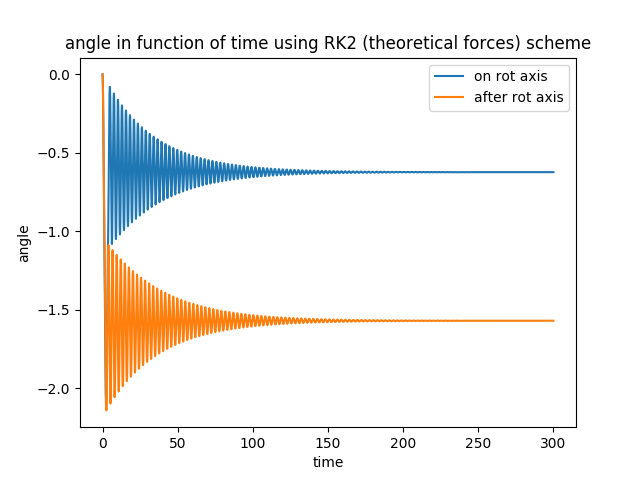 angle in function of time using RK2 (theoretical forces) scheme
on rot axis
after rot axis
0.0
−0.5
−1.0
−1.5
−2.0
angle
0
50
100
150
200
250
300
time